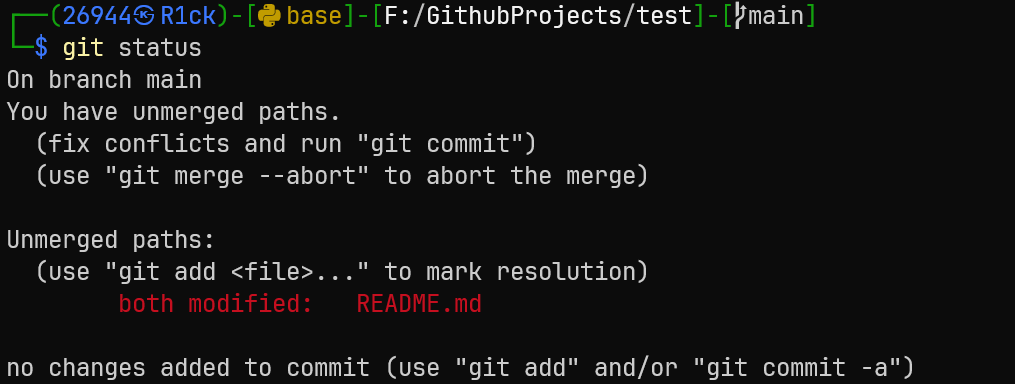 ┌──(26944㉿R1ck)-[base]-[F:/GithubProjects/test]-[main]
└─$ git status
On branch main
You have unmerged paths.
  (fix conflicts and run "git commit")
  (use "git merge --abort" to abort the merge)

Unmerged paths:
  (use "git add <file>..." to mark resolution)
        both modified:   README.md

no changes added to commit (use "git add" and/or "git commit -a")